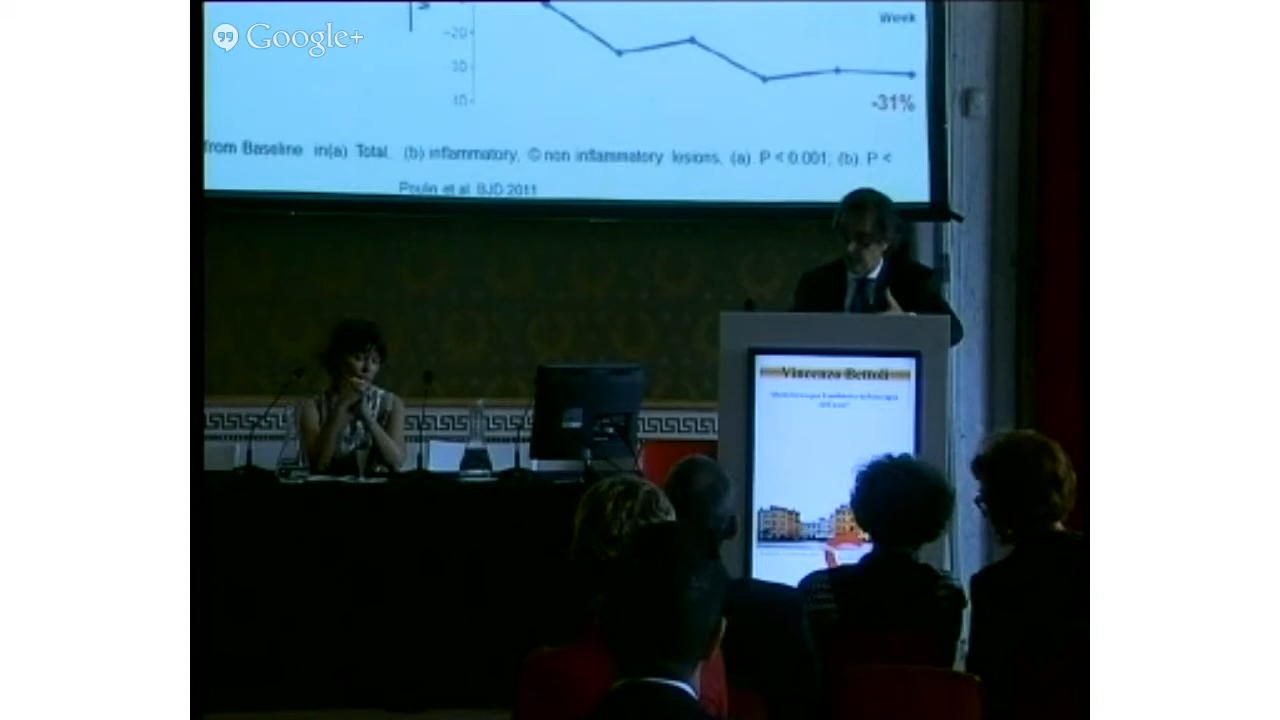 Google+
Week
-20
30
40
-31%
from Baseline in(a) Total, (b) inflammatory, © non inflammatory lesions, (a) P < 0.001; (b) P <
Poulin et al BJD 2011
Vincenzo Bettoli